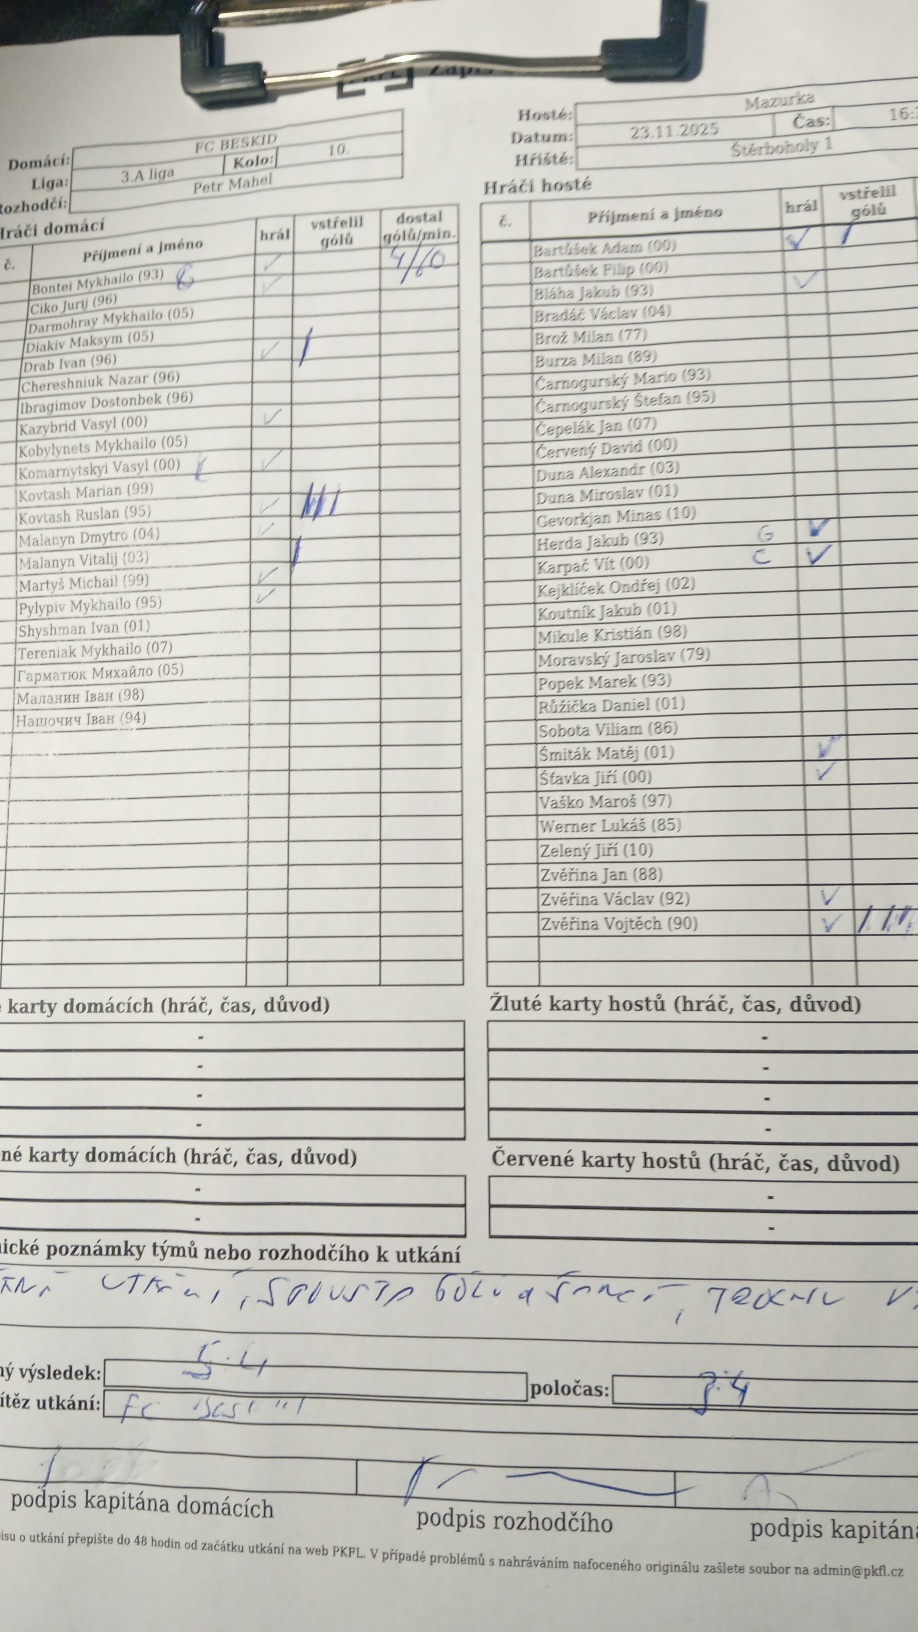 Zápis
Domácí: FC BESKID
Liga: 3.A liga Kolo: 10.
Rozhodčí: Petr Mahel
Hosté: Mazurka
Datum: 23.11.2025 Čas: 16:
Hřiště: Štěrboholy 1
Hráči domácí
č. Příjmení a jméno hrál vstřelil gólů dostal gólů/min.
Bontei Mykhailo (93) G 4/60
Ciko Jurij (96)
Darmohray Mykhailo (05)
Diakiv Maksym (05)
Drab Ivan (96)
Chereshniuk Nazar (96)
Ibragimov Dostonbek (96)
Kazybrid Vasyl (00)
Kobylynets Mykhailo (05)
Komarnytskyi Vasyl (00)
Kovtash Marian (99)
Kovtash Ruslan (95)
Malanyn Dmytro (04)
Malanyn Vitalij (03)
Martyš Michail (99)
Pylypiv Mykhailo (95)
Shyshman Ivan (01)
Tereniak Mykhailo (07)
Гарматюк Михайло (05)
Маланин Іван (98)
Нашочич Іван (94)
Hráči hosté
č. Příjmení a jméno hrál vstřelil gólů
Bartůšek Adam (00)
Bartůšek Filip (00)
Bláha Jakub (93)
Bradáč Václav (04)
Brož Milan (77)
Burza Milan (89)
Čarnogurský Mario (93)
Čarnogurský Štefan (95)
Čepelák Jan (07)
Červený David (00)
Duna Alexandr (03)
Duna Miroslav (01)
Gevorkjan Minas (10)
Herda Jakub (93) G
Karpač Vít (00) C
Kejklíček Ondřej (02)
Koutník Jakub (01)
Mikule Kristián (98)
Moravský Jaroslav (79)
Popek Marek (93)
Růžička Daniel (01)
Sobota Viliam (86)
Šmiták Matěj (01)
Šťavka Jiří (00)
Vaško Maroš (97)
Werner Lukáš (85)
Zelený Jiří (10)
Zvěřina Jan (88)
Zvěřina Václav (92)
Zvěřina Vojtěch (90)
karty domácích (hráč, čas, důvod)
-
-
-
-
Žluté karty hostů (hráč, čas, důvod)
-
-
-
-
né karty domácích (hráč, čas, důvod)
-
-
Červené karty hostů (hráč, čas, důvod)
-
-
ické poznámky týmů nebo rozhodčího k utkání
UTKÁNÍ, SPOUSTA GÓLŮ A ŠANCÍ,
ný výsledek: 5:4 poločas: 3:4
ítěz utkání: FC Beskid
podpis kapitána domácích podpis rozhodčího podpis kapitána
isu o utkání přepište do 48 hodin od začátku utkání na web PKFL. V případě problémů s nahráváním nafoceného originálu zašlete soubor na admin@pkfl.cz